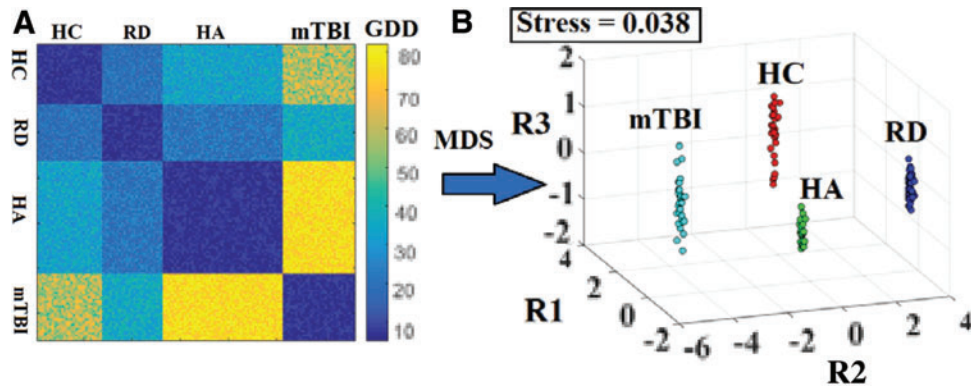 A
HC RD HA mTBI GDD
HC
RD
HA
mTBI
80
70
60
50
40
30
20
10
MDS
B
Stress = 0.038
HC
mTBI
RD
HA
R3
2
1
0
-1
-2
R1
4
2
0
-2
-6 -4 -2 0 2 4
R2